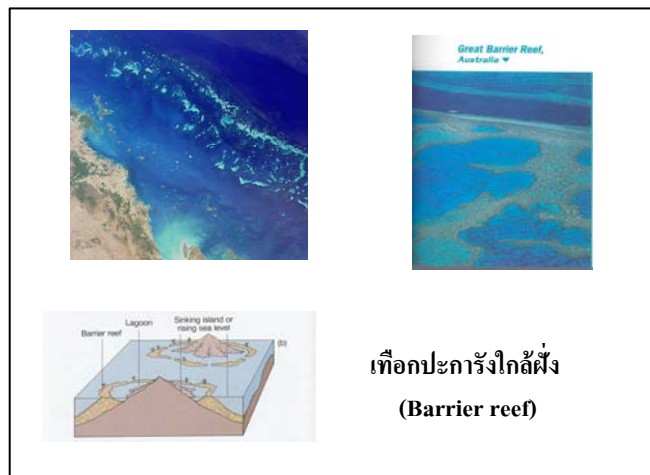 Great Barrier Reef,
Australia ▼
Barrier reef
Lagoon
Sinking island or
rising sea level
(b)
เทือกปะการังใกล้ฝั่ง
(Barrier reef)